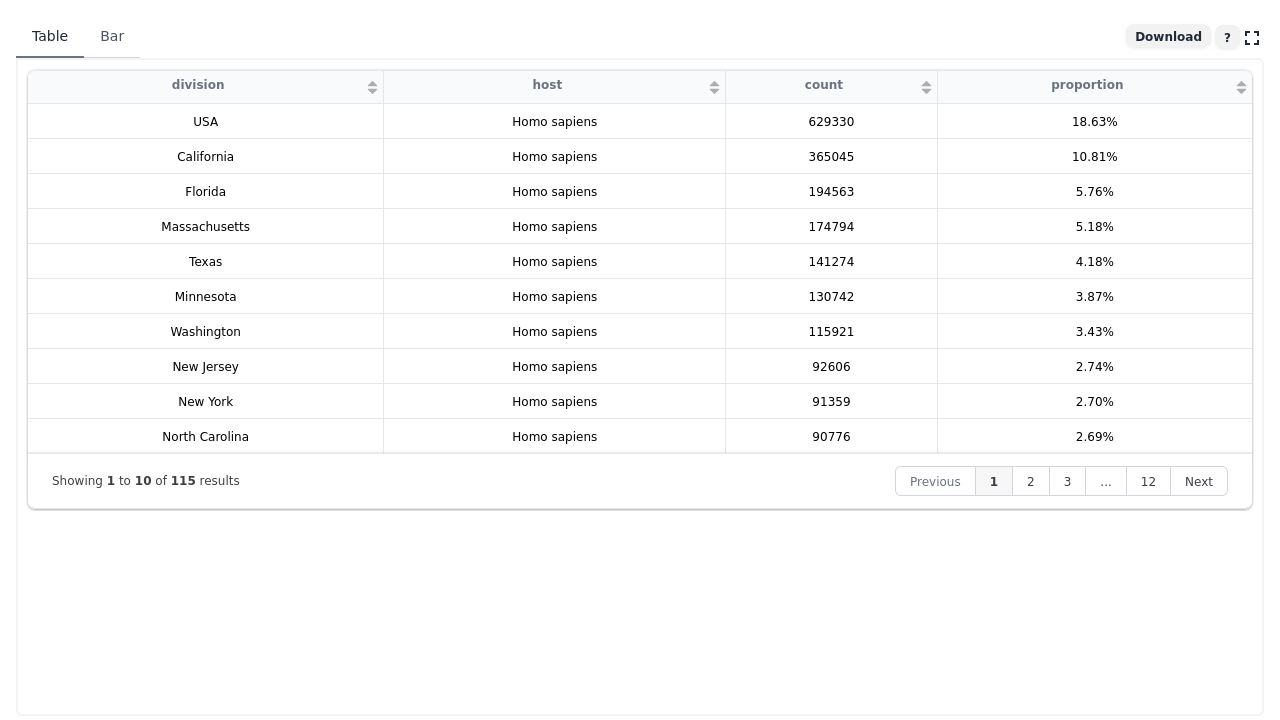 Table Bar Download ?
division host count proportion
USA Homo sapiens 629330 18.63%
California Homo sapiens 365045 10.81%
Florida Homo sapiens 194563 5.76%
Massachusetts Homo sapiens 174794 5.18%
Texas Homo sapiens 141274 4.18%
Minnesota Homo sapiens 130742 3.87%
Washington Homo sapiens 115921 3.43%
New Jersey Homo sapiens 92606 2.74%
New York Homo sapiens 91359 2.70%
North Carolina Homo sapiens 90776 2.69%
Showing 1 to 10 of 115 results Previous 1 2 3 ... 12 Next